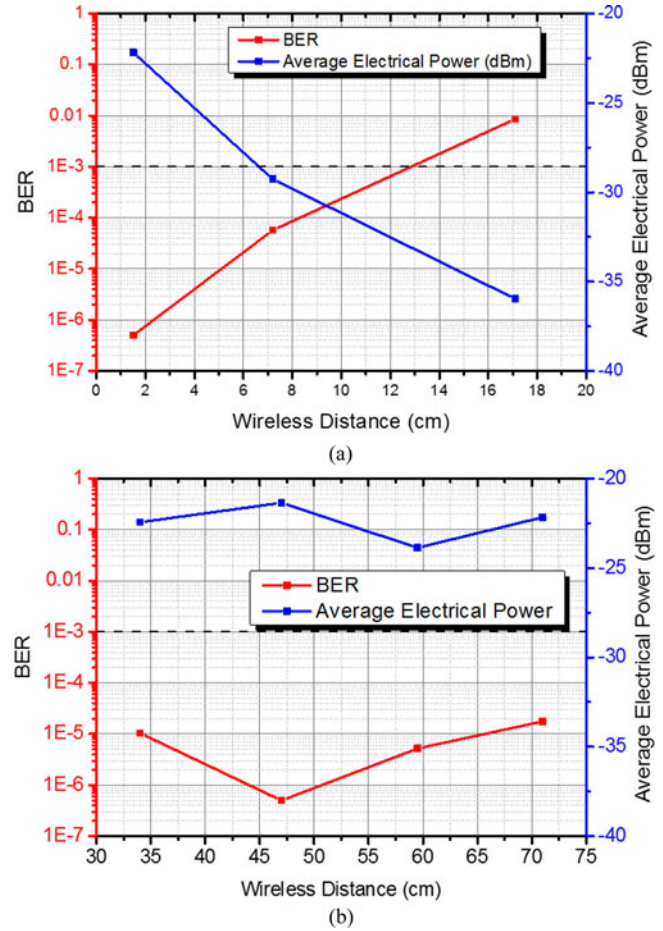 BER
1
0.1
0.01
1E-3
1E-4
1E-5
1E-6
1E-7
BER
Average Electrical Power (dBm)
-20
-25
-30
-35
-40
Average Electrical Power (dBm)
0 2 4 6 8 10 12 14 16 18 20
Wireless Distance (cm)
(a)
BER
1
0.1
0.01
1E-3
1E-4
1E-5
1E-6
1E-7
BER
Average Electrical Power
-20
-25
-30
-35
-40
Average Electrical Power (dBm)
30 35 40 45 50 55 60 65 70 75
Wireless Distance (cm)
(b)